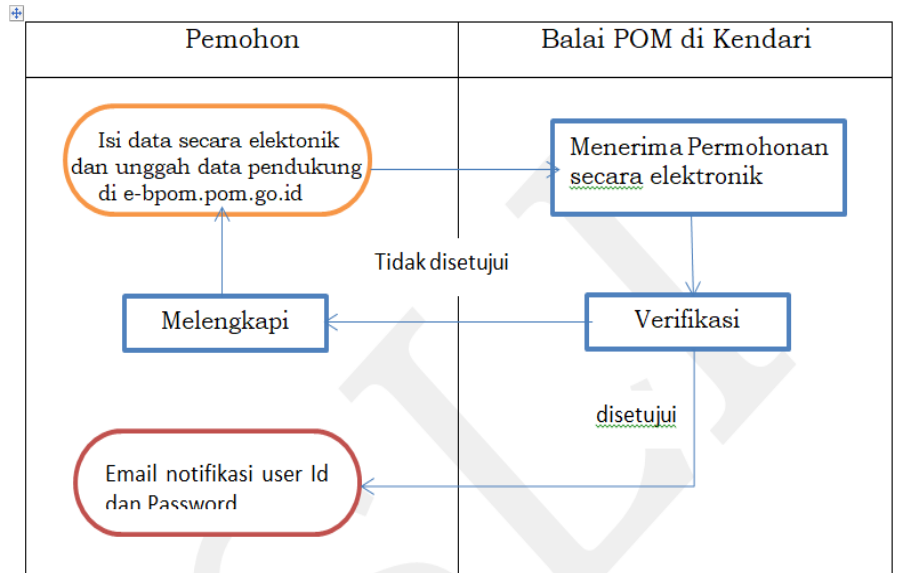 Pemohon
Balai POM di Kendari
Isi data secara elektonik
dan unggah data pendukung
di e-bpom.pom.go.id
Menerima Permohonan
secara elektronik
Tidak disetujui
Melengkapi
Verifikasi
disetujui
Email notifikasi user Id
dan Password